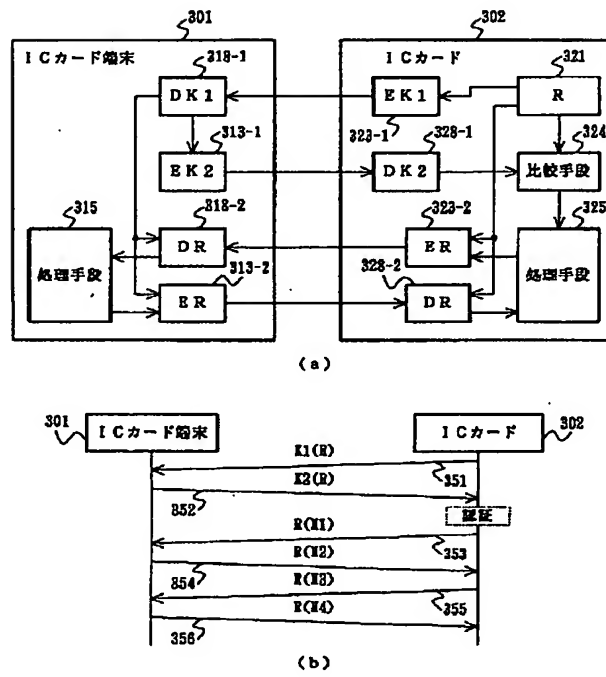 301
302
ICカード端末
318-1
ICカード
321
DK1
EK1
R
313-1
323-1
328-1
324
EK2
DK2
比較手段
315
318-2
323-2
325
処理手段
DR
ER
処理手段
313-2
328-2
ER
DR
(a)
301
ICカード端末
ICカード
302
K1(R)
351
K2(R)
352
認証
R(M1)
353
R(M2)
354
R(M3)
355
R(M4)
356
(b)